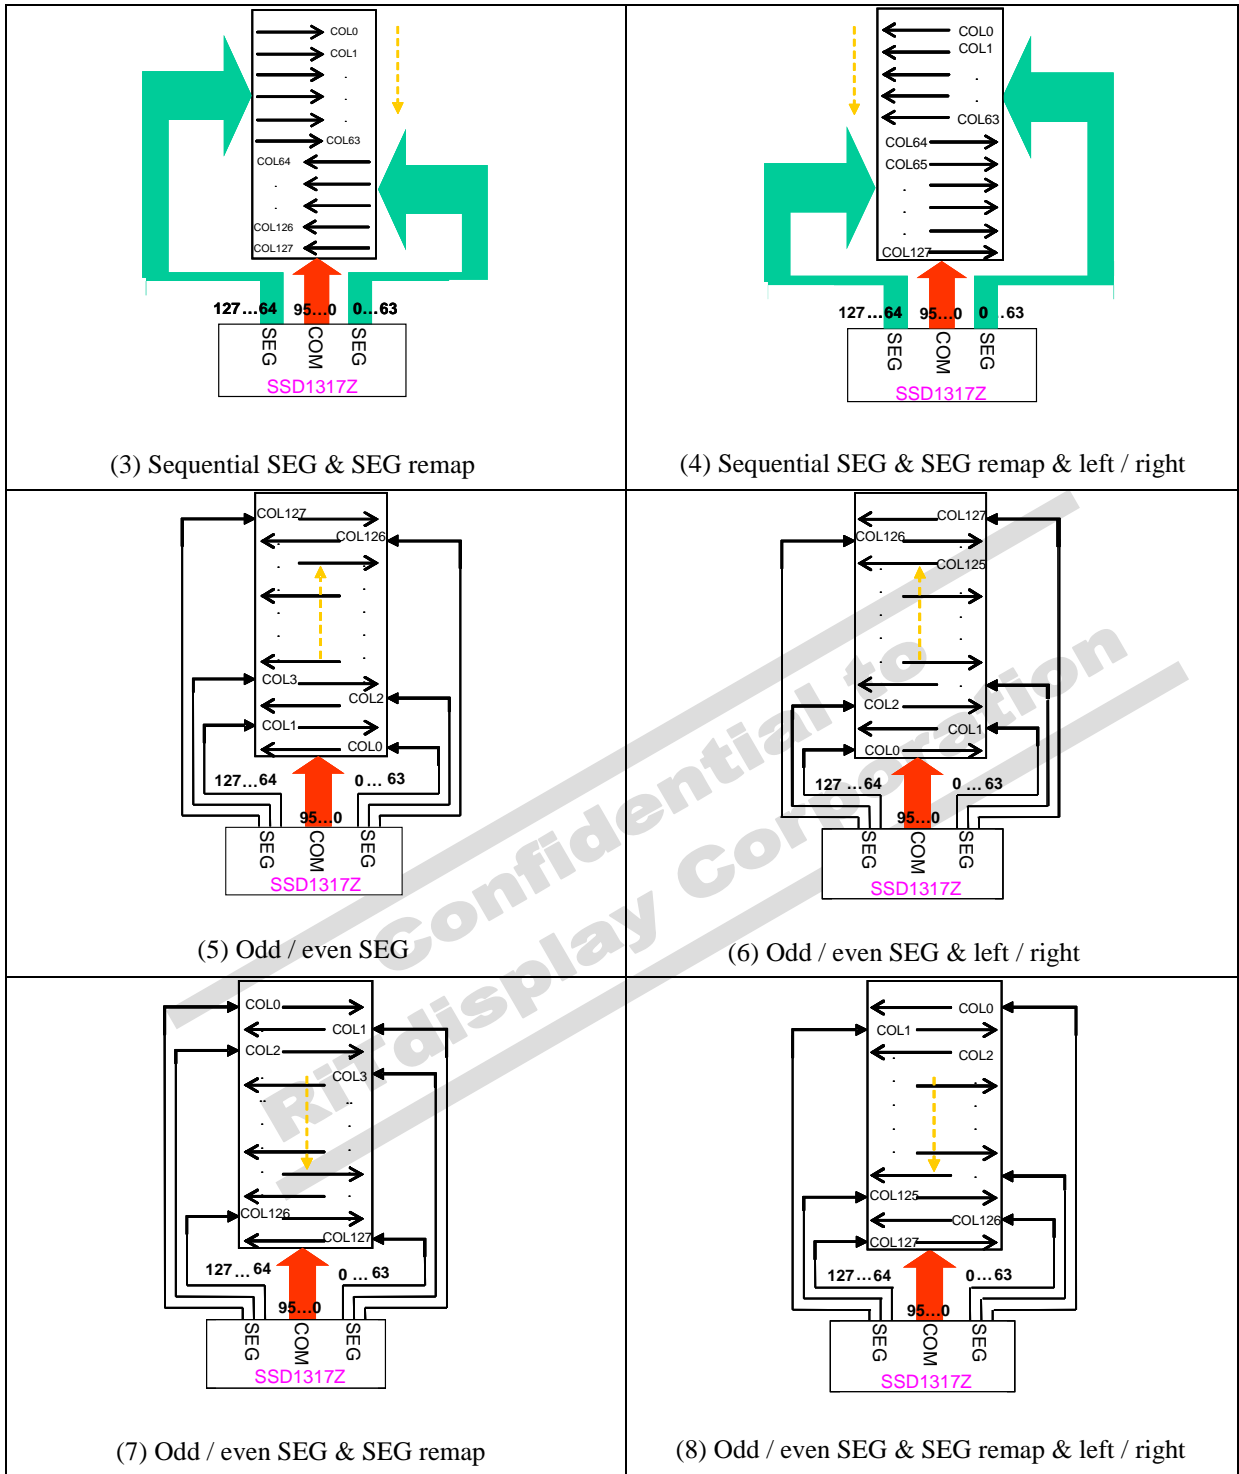 COL0
COL1
.
.
.
COL63
COL64
.
.
COL126
COL127
127...64 95...0 0...63
SEG COM SEG
SSD1317Z
(3) Sequential SEG & SEG remap
COL0
COL1
.
.
COL63
COL64
COL65
.
.
.
COL127
127...64 95...0 0...63
SEG COM SEG
SSD1317Z
(4) Sequential SEG & SEG remap & left / right
COL127
COL126
COL3
COL2
COL1
COL0
127...64 0...63
95...0
SEG COM SEG
SSD1317Z
(5) Odd / even SEG
COL127
COL126
COL125
COL2
COL1
COL0
127...64 0...63
95...0
SEG COM SEG
SSD1317Z
(6) Odd / even SEG & left / right
COL0
COL1
COL2
COL3
COL126
COL127
127...64 0...63
95...0
SEG COM SEG
SSD1317Z
(7) Odd / even SEG & SEG remap
COL0
COL1
COL2
COL125
COL126
COL127
127...64 0...63
95...0
SEG COM SEG
SSD1317Z
(8) Odd / even SEG & SEG remap & left / right
Confidential to
RiTdisplay Corporation